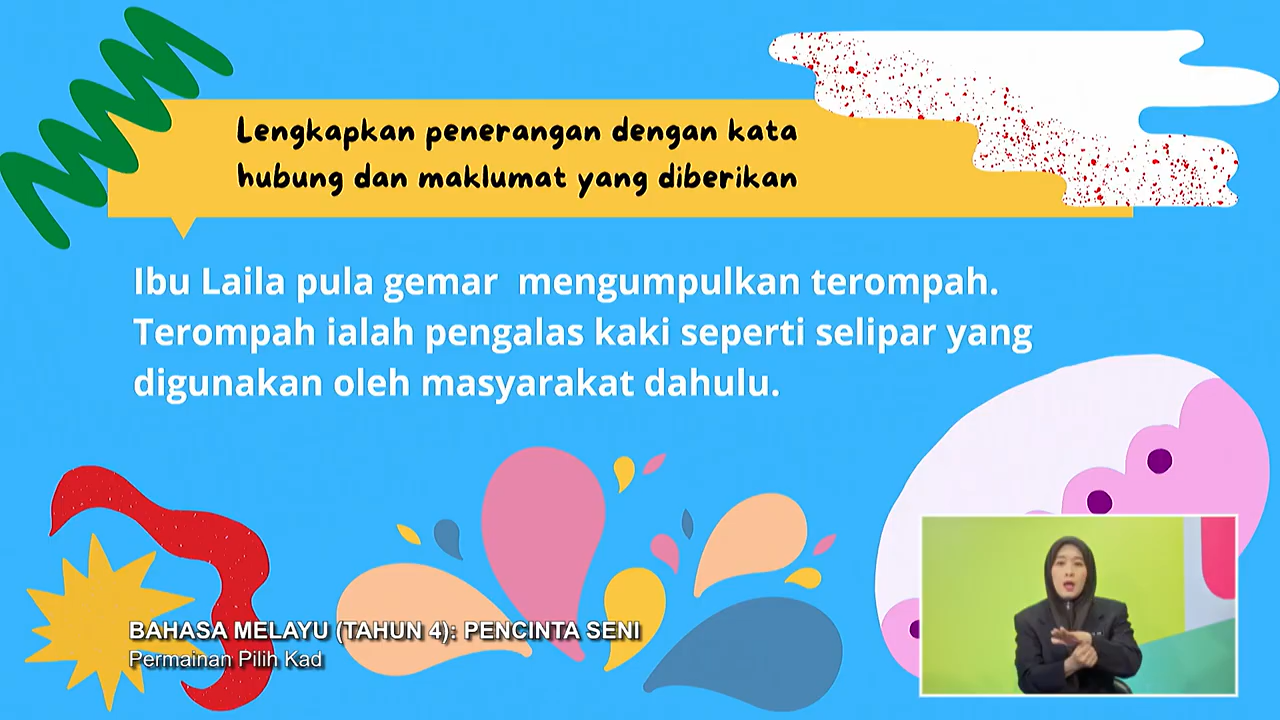 Lengkapkan penerangan dengan kata
hubung dan maklumat yang diberikan
Ibu Laila pula gemar mengumpulkan terompah.
Terompah ialah pengalas kaki seperti selipar yang
digunakan oleh masyarakat dahulu.
BAHASA MELAYU (TAHUN 4): PENCINTA SENI
Permainan Pilih Kad